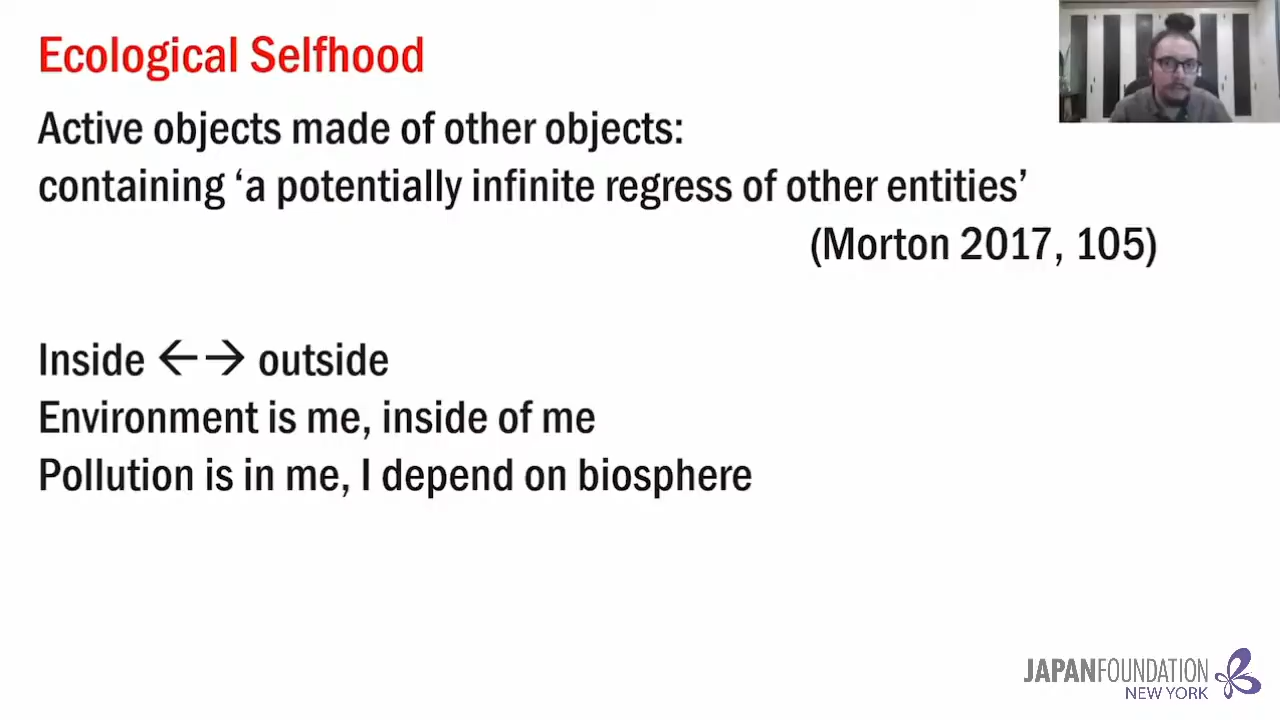 Ecological Selfhood
Active objects made of other objects:
containing ‘a potentially infinite regress of other entities’
(Morton 2017, 105)
Inside ←→ outside
Environment is me, inside of me
Pollution is in me, I depend on biosphere
JAPANFOUNDATION
NEW YORK